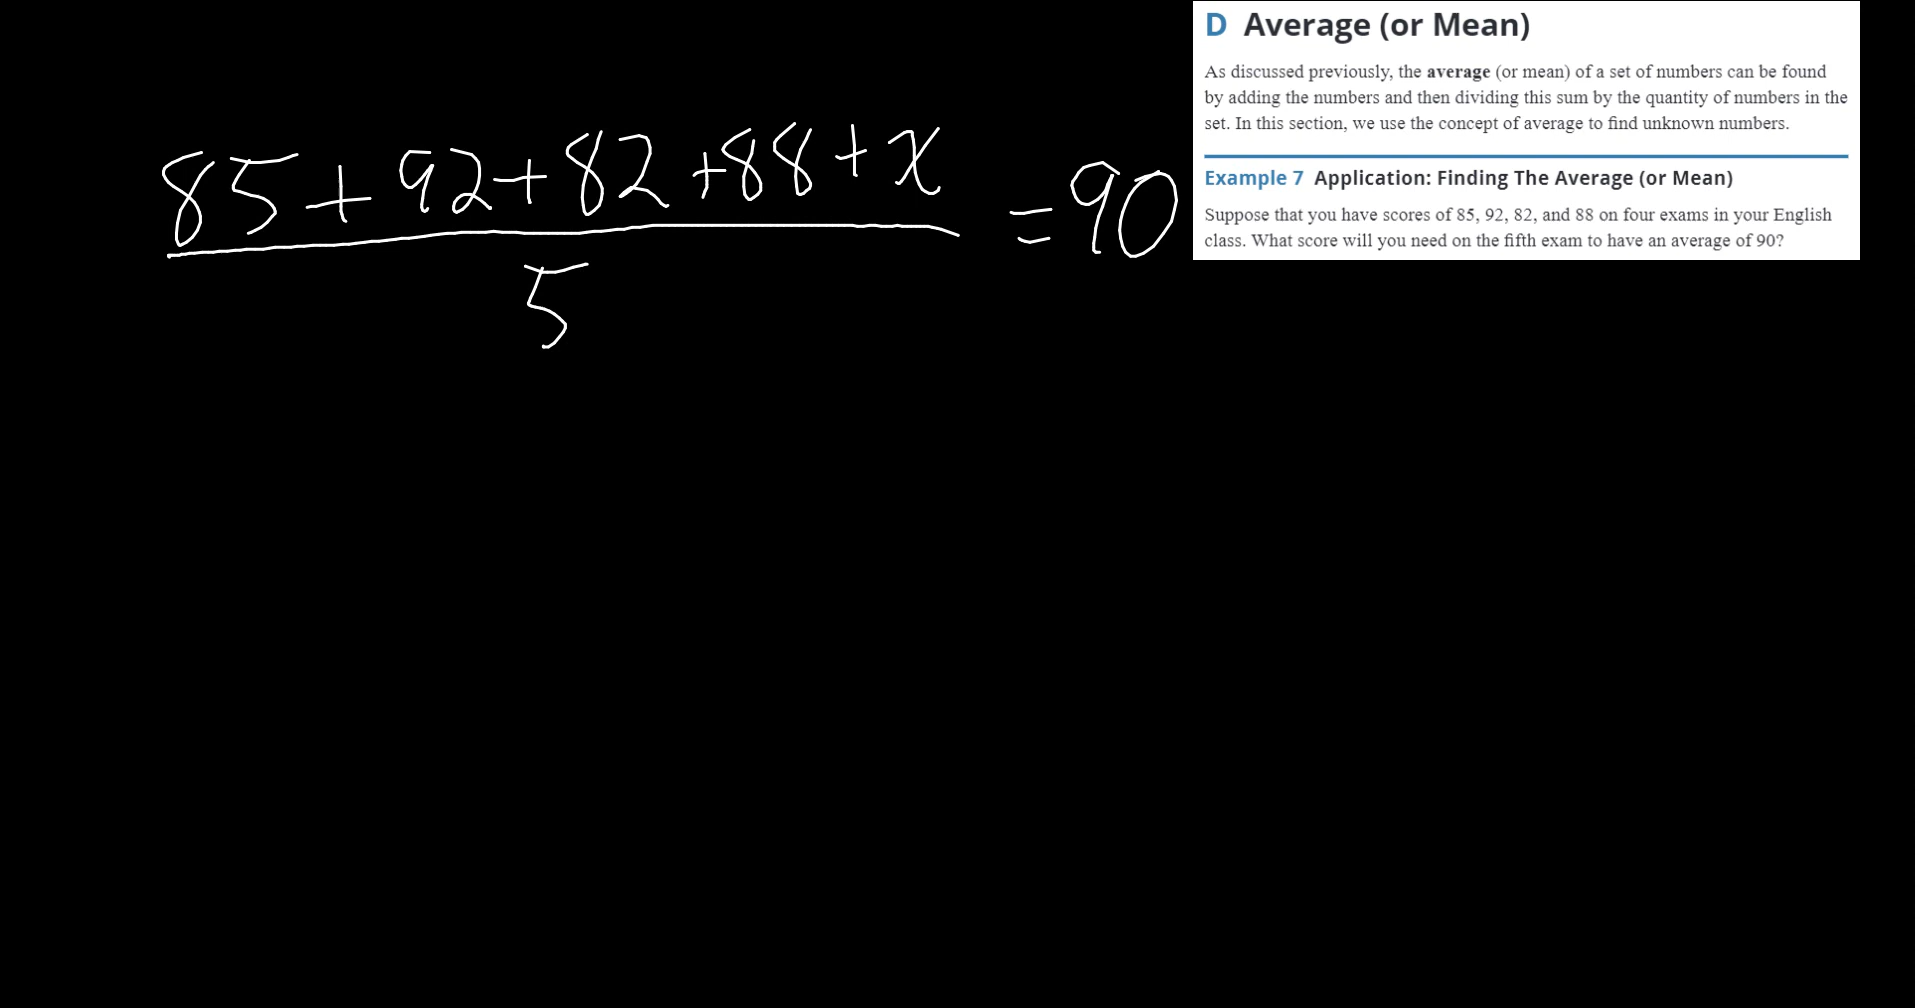 85+92+82+88+x
5
=90
D Average (or Mean)
As discussed previously, the average (or mean) of a set of numbers can be found
by adding the numbers and then dividing this sum by the quantity of numbers in the
set. In this section, we use the concept of average to find unknown numbers.
Example 7 Application: Finding The Average (or Mean)
Suppose that you have scores of 85, 92, 82, and 88 on four exams in your English
class. What score will you need on the fifth exam to have an average of 90?